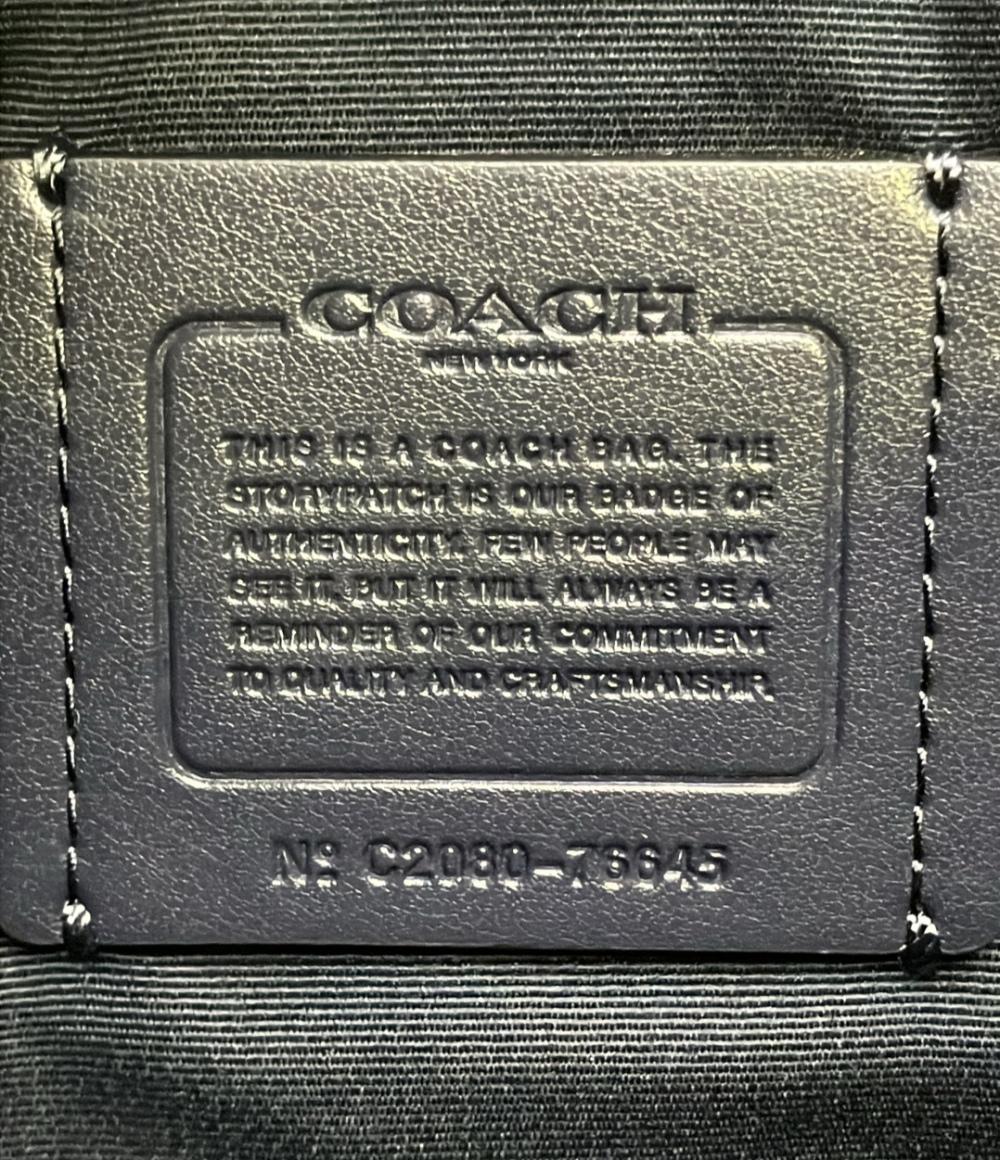 COACH
NEW YORK
THIS IS A COACH BAG. THE
STORYPATCH IS OUR BADGE OF
AUTHENTICITY. FEW PEOPLE MAY
SEE IT, BUT IT WILL ALWAYS BE A
REMINDER OF OUR COMMITMENT
TO QUALITY AND CRAFTSMANSHIP.
Nº C2080-76645